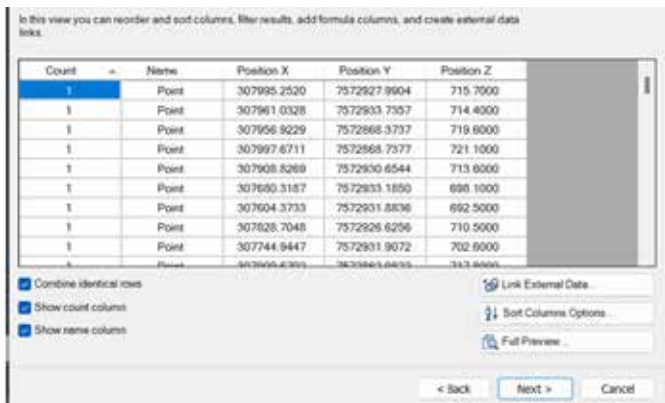 In this view you can reorder and sort columns, filter results, add formula columns, and create external data
links.
Count Name Position X Position Y Position Z
1 Point 307995.2520 7572927.9904 715.7000
1 Point 307961.0328 7572933.7357 714.4000
1 Point 307956.9229 7572868.3737 719.6000
1 Point 307997.6711 7572868.7377 721.1000
1 Point 307908.8269 7572930.6544 713.6000
1 Point 307680.3187 7572933.1850 698.1000
1 Point 307604.3733 7572931.8836 692.5000
1 Point 307828.7048 7572926.6256 710.5000
1 Point 307744.9447 7572931.9072 702.6000
Combine identical rows
Link External Data...
Show count column
Sort Columns Options...
Show name column
Full Preview...
< Back Next > Cancel